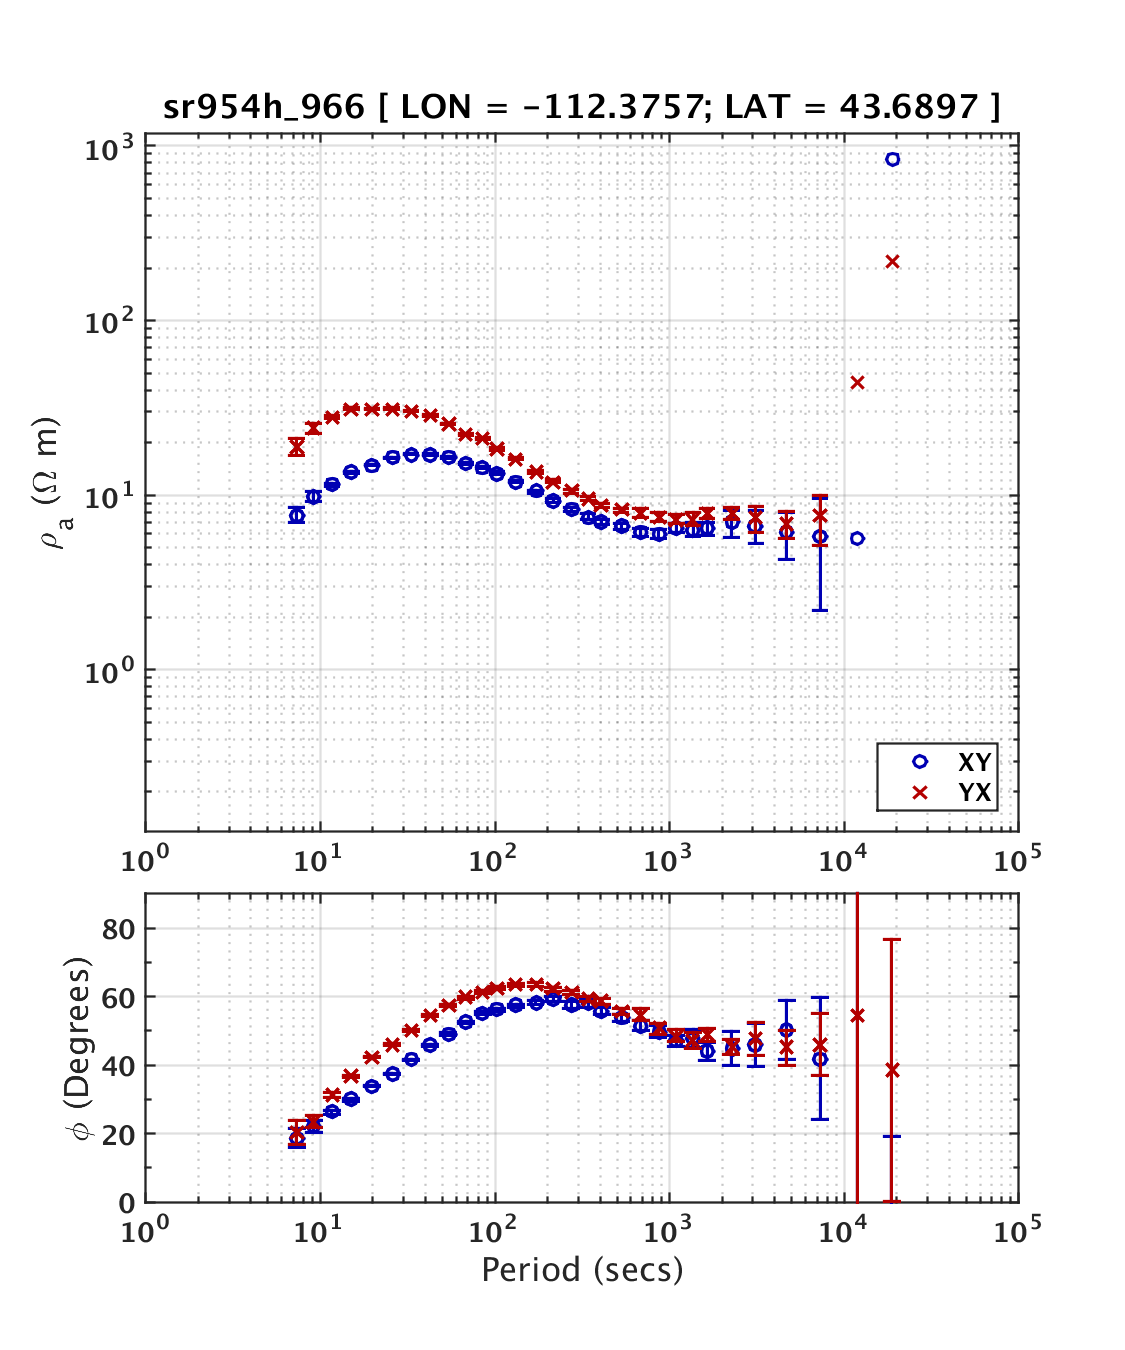 sr954h_966 [ LON = -112.3757; LAT = 43.6897 ]
10^3
10^2
10^1
10^0
ρ_a (Ω m)
XY
YX
10^0 10^1 10^2 10^3 10^4 10^5
80
60
40
20
0
φ (Degrees)
10^0 10^1 10^2 10^3 10^4 10^5
Period (secs)